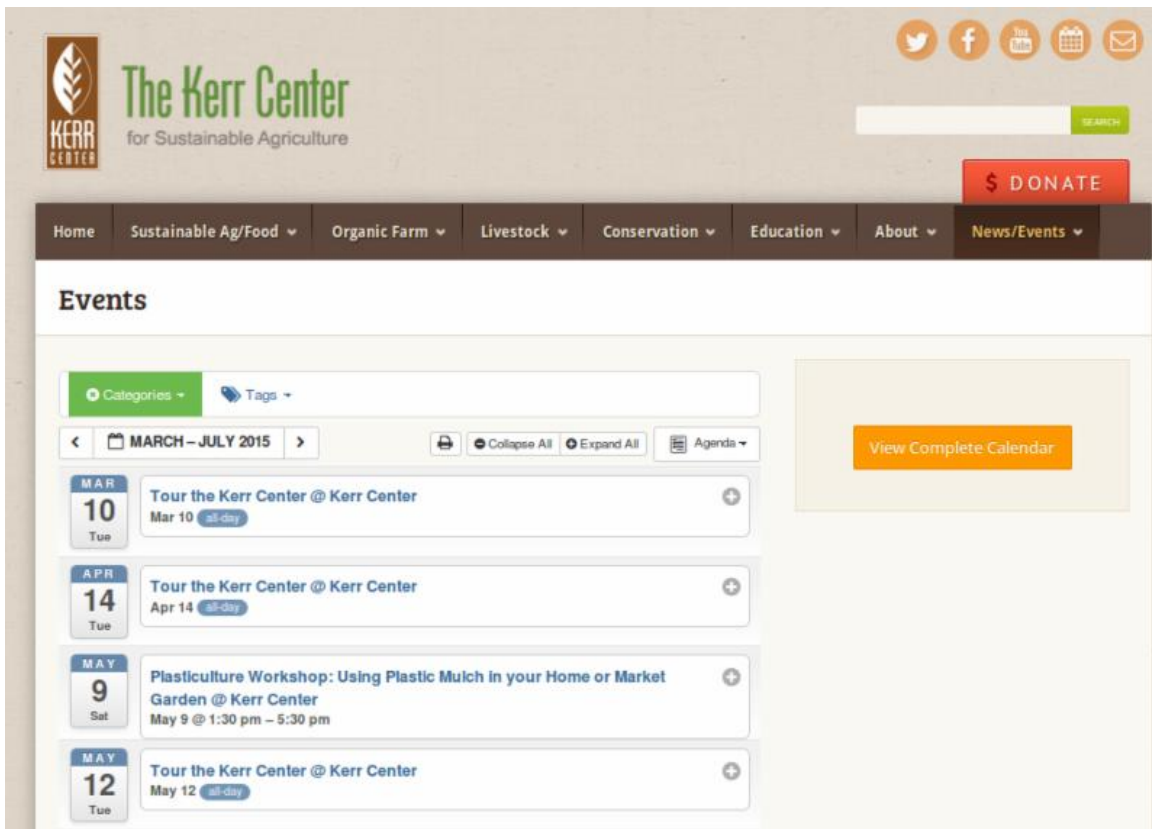 KERR
CENTER
The Kerr Center
for Sustainable Agriculture
You
Tube
SEARCH
$ DONATE
Home Sustainable Ag/Food Organic Farm Livestock Conservation Education About News/Events
Events
Categories Tags
MARCH – JULY 2015 Collapse All Expand All Agenda
View Complete Calendar
MAR
10
Tue
Tour the Kerr Center @ Kerr Center
Mar 10 all-day
APR
14
Tue
Tour the Kerr Center @ Kerr Center
Apr 14 all-day
MAY
9
Sat
Plasticulture Workshop: Using Plastic Mulch in your Home or Market
Garden @ Kerr Center
May 9 @ 1:30 pm – 5:30 pm
MAY
12
Tue
Tour the Kerr Center @ Kerr Center
May 12 all-day